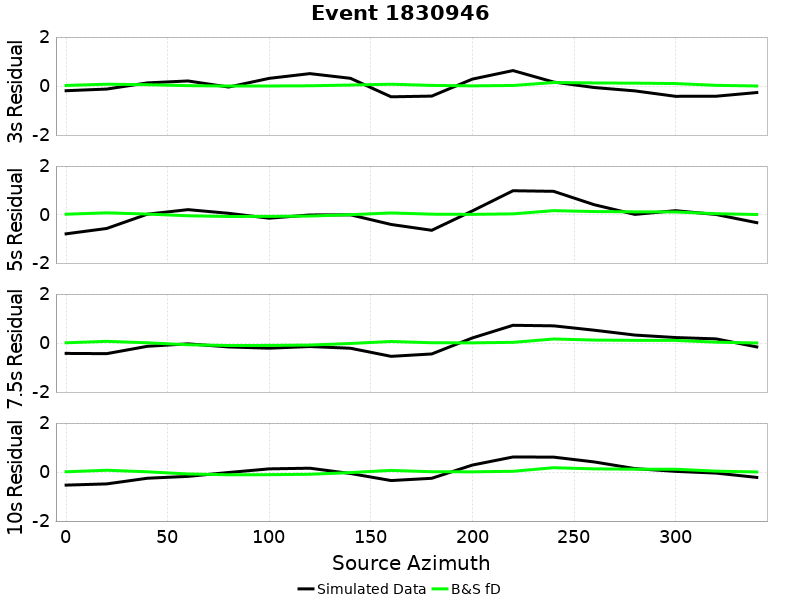 Event 1830946
3s Residual
2
0
-2
5s Residual
2
0
-2
7.5s Residual
2
0
-2
10s Residual
2
0
-2
0 50 100 150 200 250 300
Source Azimuth
Simulated Data B&S fD